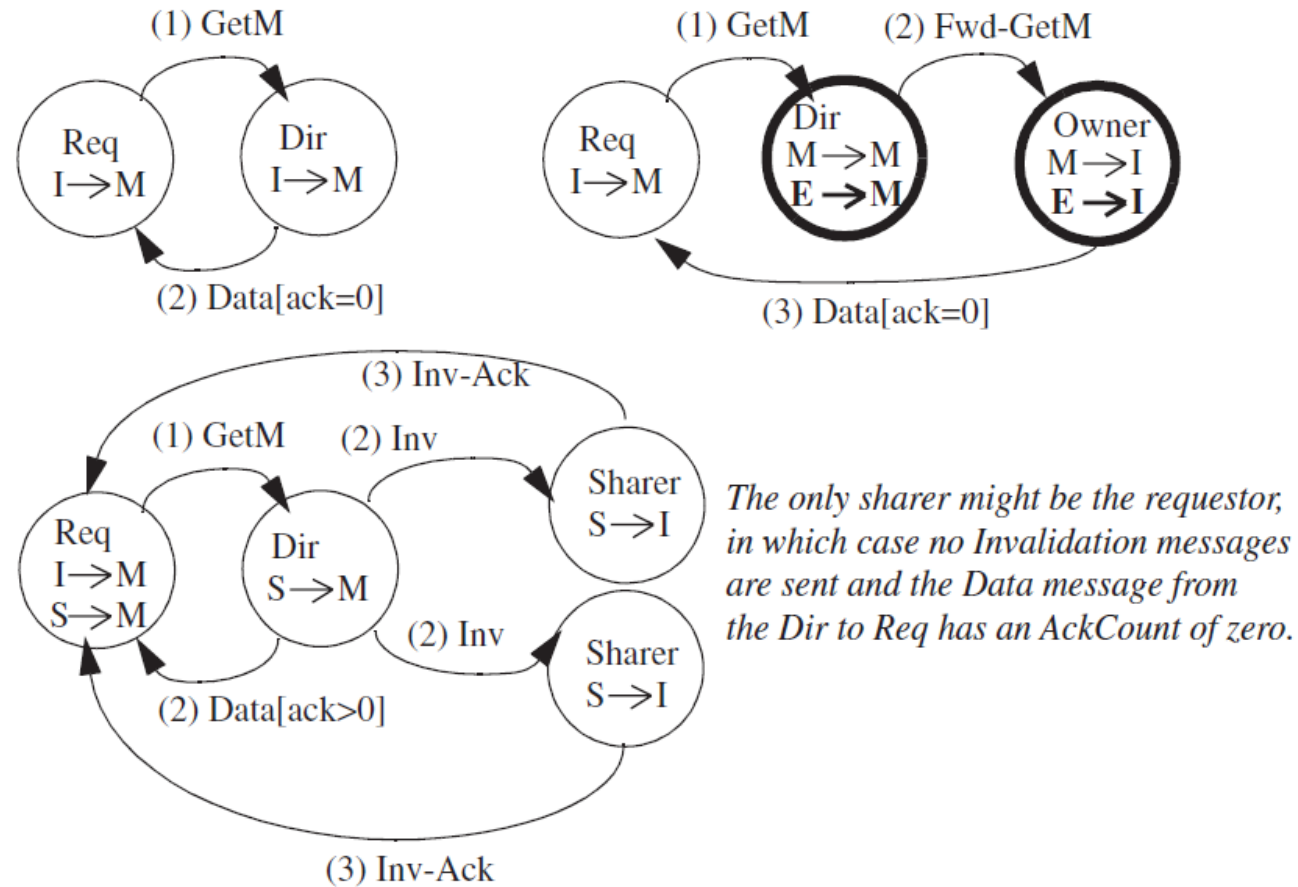 (1) GetM
Req
I→M
Dir
I→M
(2) Data[ack=0]
(1) GetM
(2) Fwd-GetM
Req
I→M
Dir
M→M
E→M
Owner
M→I
E→I
(3) Data[ack=0]
(3) Inv-Ack
(1) GetM
(2) Inv
Req
I→M
S→M
Dir
S→M
Sharer
S→I
(2) Inv
Sharer
S→I
(2) Data[ack>0]
(3) Inv-Ack
The only sharer might be the requestor,
in which case no Invalidation messages
are sent and the Data message from
the Dir to Req has an AckCount of zero.